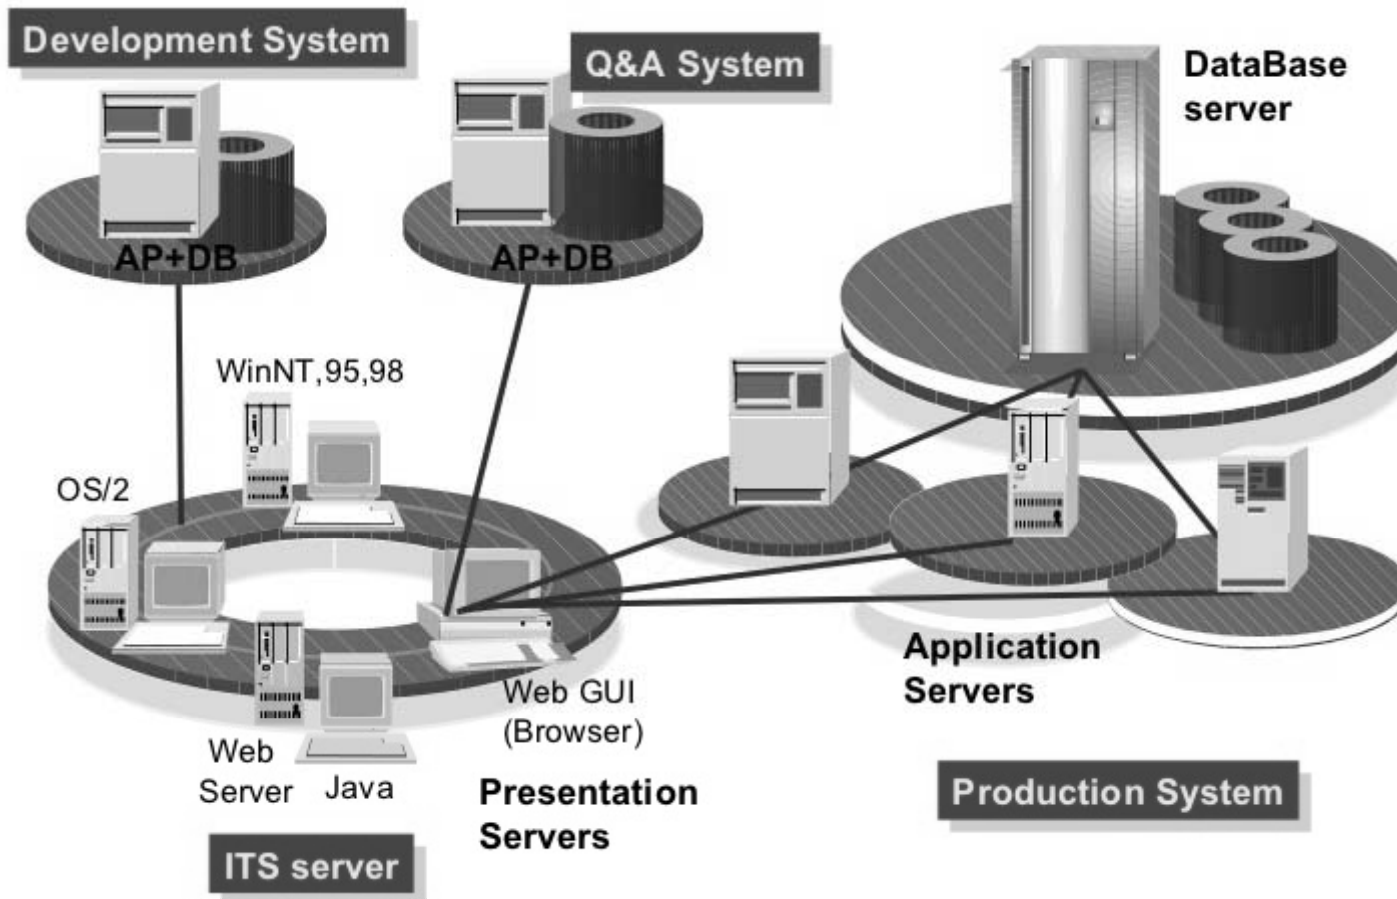 Development System
Q&A System
DataBase
server
AP+DB
AP+DB
WinNT,95,98
OS/2
Application
Servers
Web GUI
(Browser)
Web
Server
Java
Presentation
Servers
Production System
ITS server